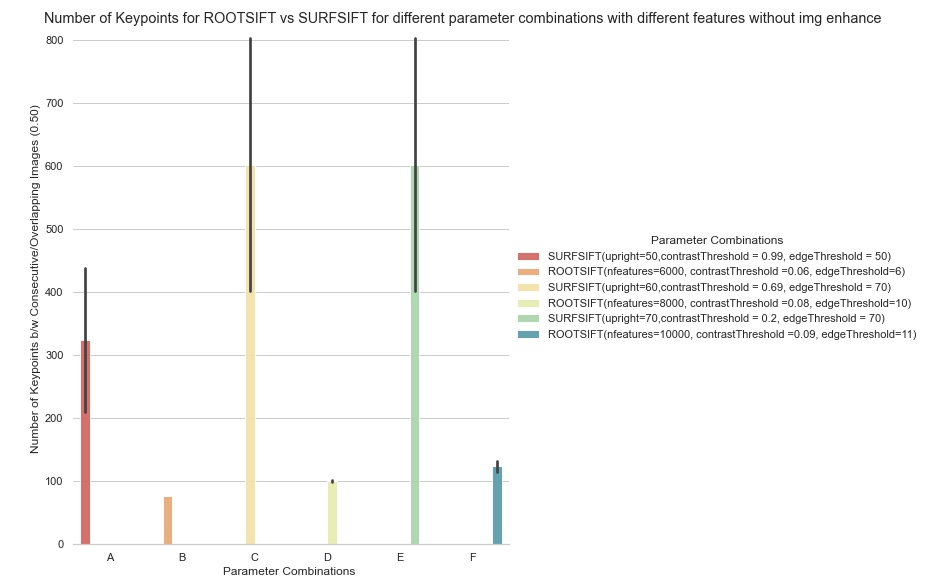 Number of Keypoints for ROOTSIFT vs SURFSIFT for different parameter combinations with different features without img enhance
Number of Keypoints b/w Consecutive/Overlapping Images (0.50)
800
700
600
500
400
300
200
100
0
A B C D E F
Parameter Combinations
Parameter Combinations
SURFSIFT(upright=50,contrastThreshold = 0.99, edgeThreshold = 50)
ROOTSIFT(nfeatures=6000, contrastThreshold =0.06, edgeThreshold=6)
SURFSIFT(upright=60,contrastThreshold = 0.69, edgeThreshold = 70)
ROOTSIFT(nfeatures=8000, contrastThreshold =0.08, edgeThreshold=10)
SURFSIFT(upright=70,contrastThreshold = 0.2, edgeThreshold = 70)
ROOTSIFT(nfeatures=10000, contrastThreshold =0.09, edgeThreshold=11)